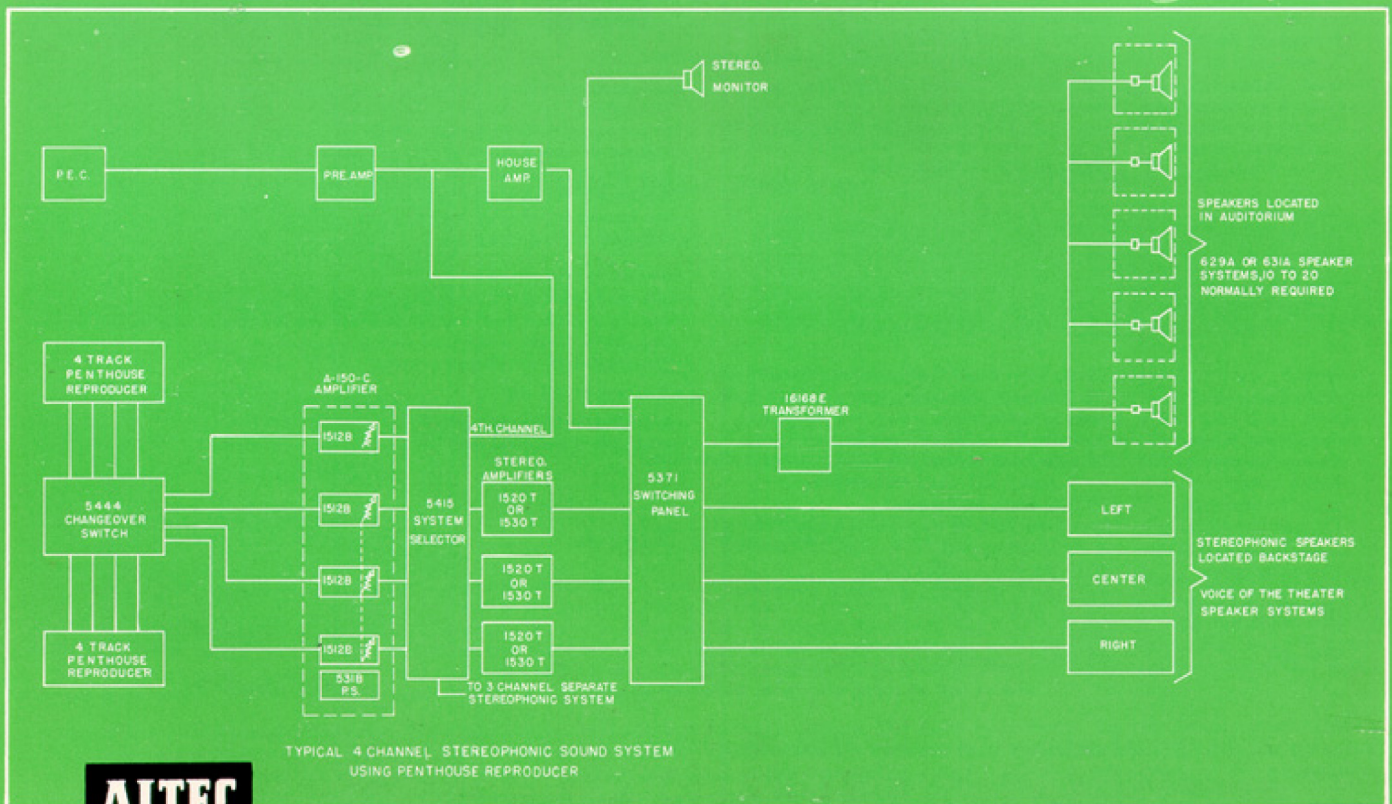 STEREO.
MONITOR
P.E.C.
PRE.AMP
HOUSE
AMP.
SPEAKERS LOCATED
IN AUDITORIUM
629A OR 631A SPEAKER
SYSTEMS,10 TO 20
NORMALLY REQUIRED
4 TRACK
PENTHOUSE
REPRODUCER
A-150-C
AMPLIFIER
16168E
TRANSFORMER
1512B
4TH. CHANNEL
STEREO.
AMPLIFIERS
5444
CHANGEOVER
SWITCH
1512B
5415
SYSTEM
SELECTOR
1520 T
OR
1530 T
5371
SWITCHING
PANEL
LEFT
STEREOPHONIC SPEAKERS
LOCATED BACKSTAGE
1512B
1520 T
OR
1530 T
CENTER
VOICE OF THE THEATER
SPEAKER SYSTEMS
4 TRACK
PENTHOUSE
REPRODUCER
1512B
1520 T
OR
1530 T
RIGHT
531B
P.S.
TO 3 CHANNEL SEPARATE
STEREOPHONIC SYSTEM
TYPICAL 4 CHANNEL STEREOPHONIC SOUND SYSTEM
USING PENTHOUSE REPRODUCER
ALTEC